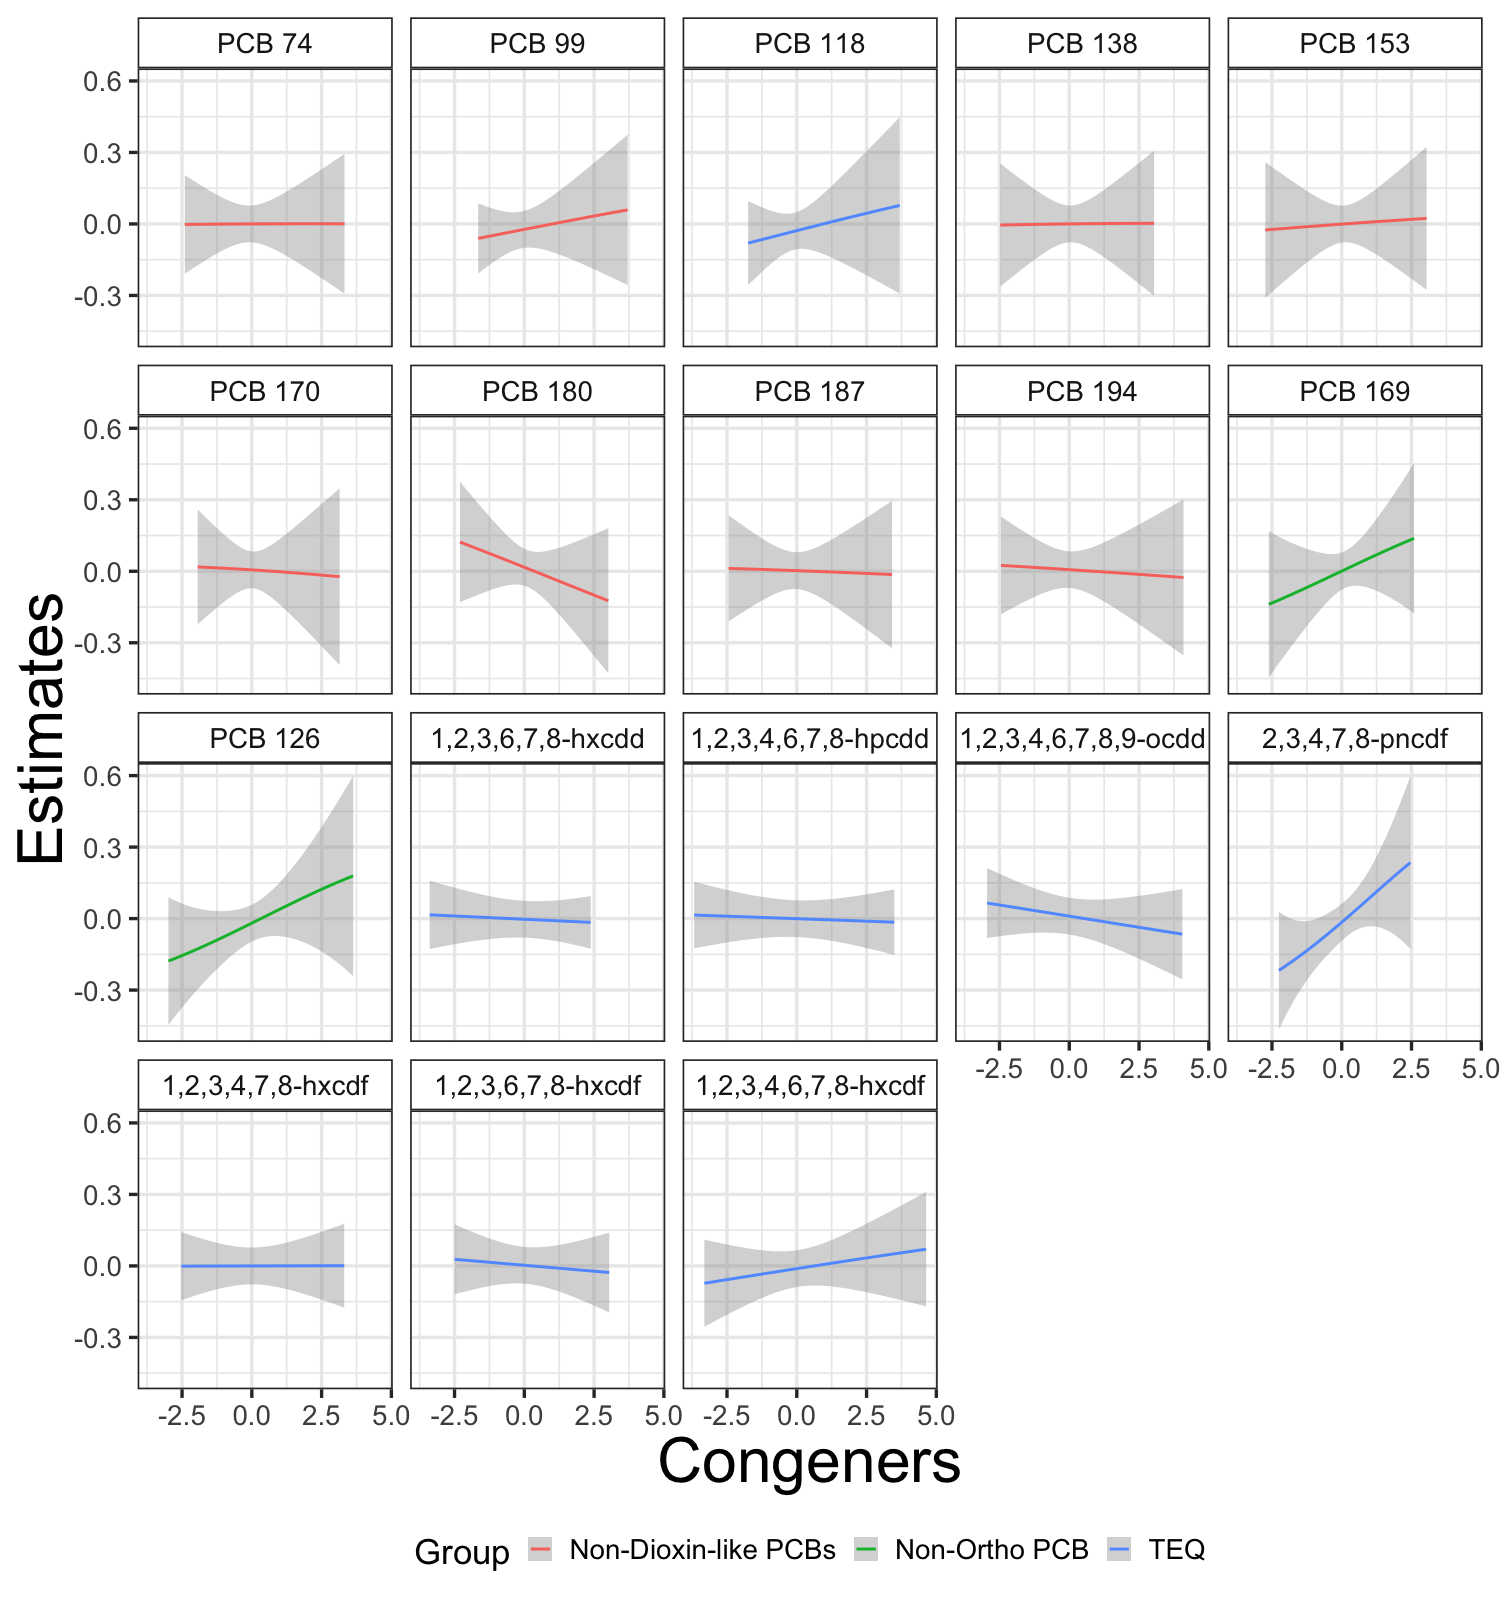 PCB 74 PCB 99 PCB 118 PCB 138 PCB 153
0.6
0.3
0.0
-0.3
PCB 170 PCB 180 PCB 187 PCB 194 PCB 169
0.6
0.3
0.0
-0.3
Estimates
PCB 126 1,2,3,6,7,8-hxcdd 1,2,3,4,6,7,8-hpcdd 1,2,3,4,6,7,8,9-ocdd 2,3,4,7,8-pncdf
0.6
0.3
0.0
-0.3
-2.5 0.0 2.5 5.0 -2.5 0.0 2.5 5.0
1,2,3,4,7,8-hxcdf 1,2,3,6,7,8-hxcdf 1,2,3,4,6,7,8-hxcdf
0.6
0.3
0.0
-0.3
-2.5 0.0 2.5 5.0 -2.5 0.0 2.5 5.0 -2.5 0.0 2.5 5.0
Congeners
Group Non-Dioxin-like PCBs Non-Ortho PCB TEQ